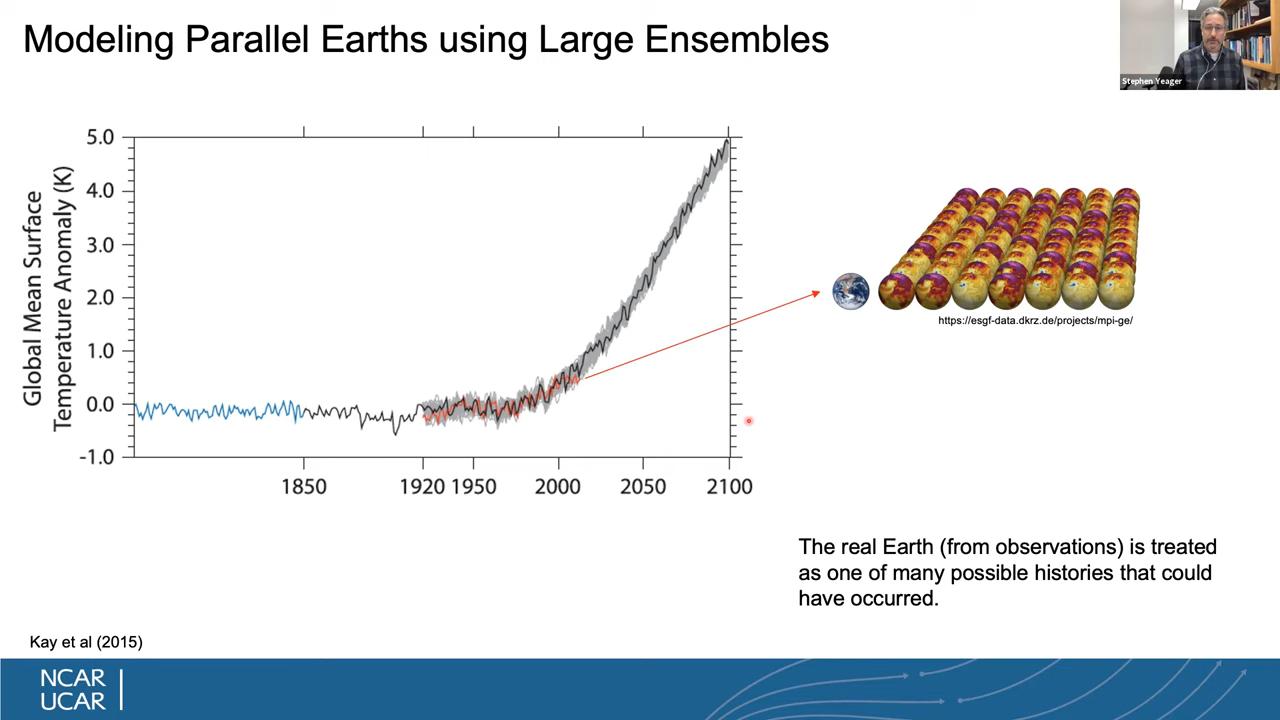 Modeling Parallel Earths using Large Ensembles
Stephen Yeager
Global Mean Surface
Temperature Anomaly (K)
5.0
4.0
3.0
2.0
1.0
0.0
-1.0
1850
1920
1950
2000
2050
2100
https://esgf-data.dkrz.de/projects/mpi-ge/
The real Earth (from observations) is treated
as one of many possible histories that could
have occurred.
Kay et al (2015)
NCAR
UCAR